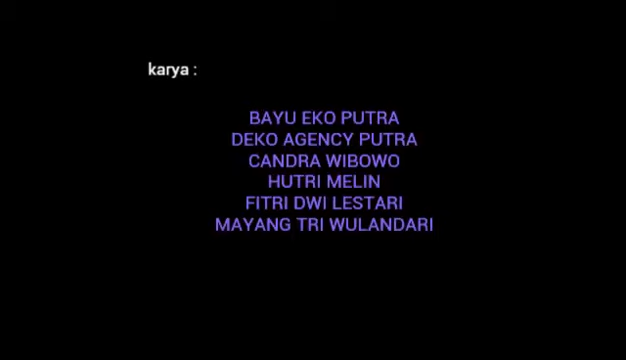 karya :
BAYU EKO PUTRA
DEKO AGENCY PUTRA
CANDRA WIBOWO
HUTRI MELIN
FITRI DWI LESTARI
MAYANG TRI WULANDARI